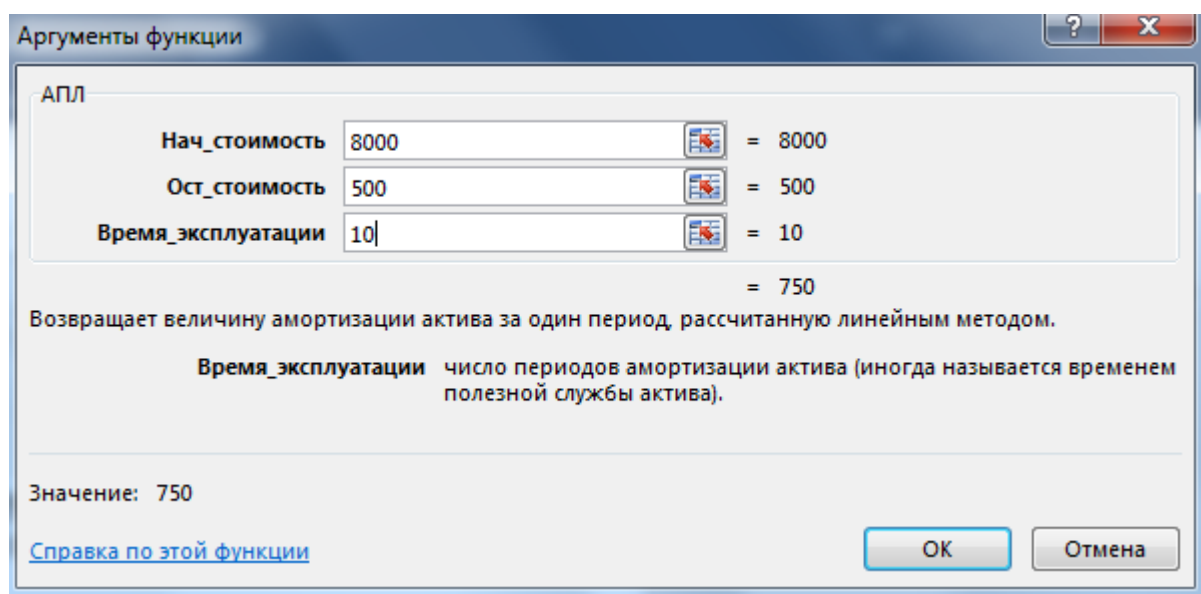 Аргументы функции
? X
АПЛ
Нач_стоимость 8000 = 8000
Ост_стоимость 500 = 500
Время_эксплуатации 10 = 10
= 750
Возвращает величину амортизации актива за один период, рассчитанную линейным методом.
Время_эксплуатации число периодов амортизации актива (иногда называется временем
полезной службы актива).
Значение: 750
Справка по этой функции ОК Отмена